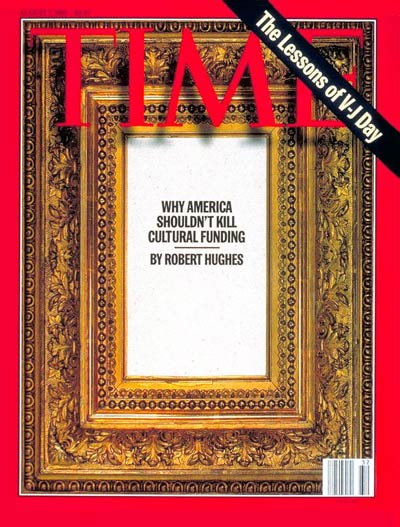 TIME
The Lessons of V-J Day
WHY AMERICA
SHOULDN'T KILL
CULTURAL FUNDING
BY ROBERT HUGHES